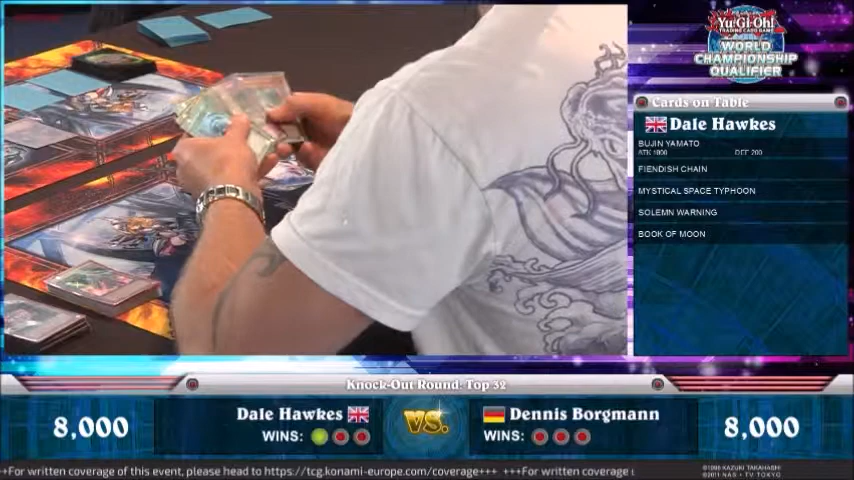 Yu-Gi-Oh!
TRADING CARD GAME
WORLD
CHAMPIONSHIP
QUALIFIER
Cards on Table
Dale Hawkes
BUJIN YAMATO
ATK 1800 DEF 200
FIENDISH CHAIN
MYSTICAL SPACE TYPHOON
SOLEMN WARNING
BOOK OF MOON
Knock-Out Round: Top 32
8,000
Dale Hawkes
WINS:
VS.
Dennis Borgmann
WINS:
8,000
+For written coverage of this event, please head to https://tcg.konami-europe.com/coverage+++ +++For written coverage
©1996 KAZUKI TAKAHASHI
©2011 NAS • TV TOKYO